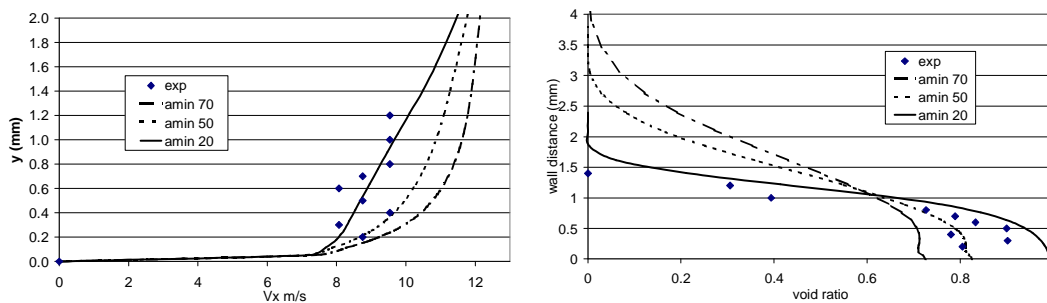 2.0
1.8
1.6
1.4
1.2
1.0
0.8
0.6
0.4
0.2
0.0
y (mm)
exp
amin 70
amin 50
amin 20
0 2 4 6 8 10 12
Vx m/s
4
3.5
3
2.5
2
1.5
1
0.5
0
wall distance (mm)
exp
amin 70
amin 50
amin 20
0 0.2 0.4 0.6 0.8
void ratio